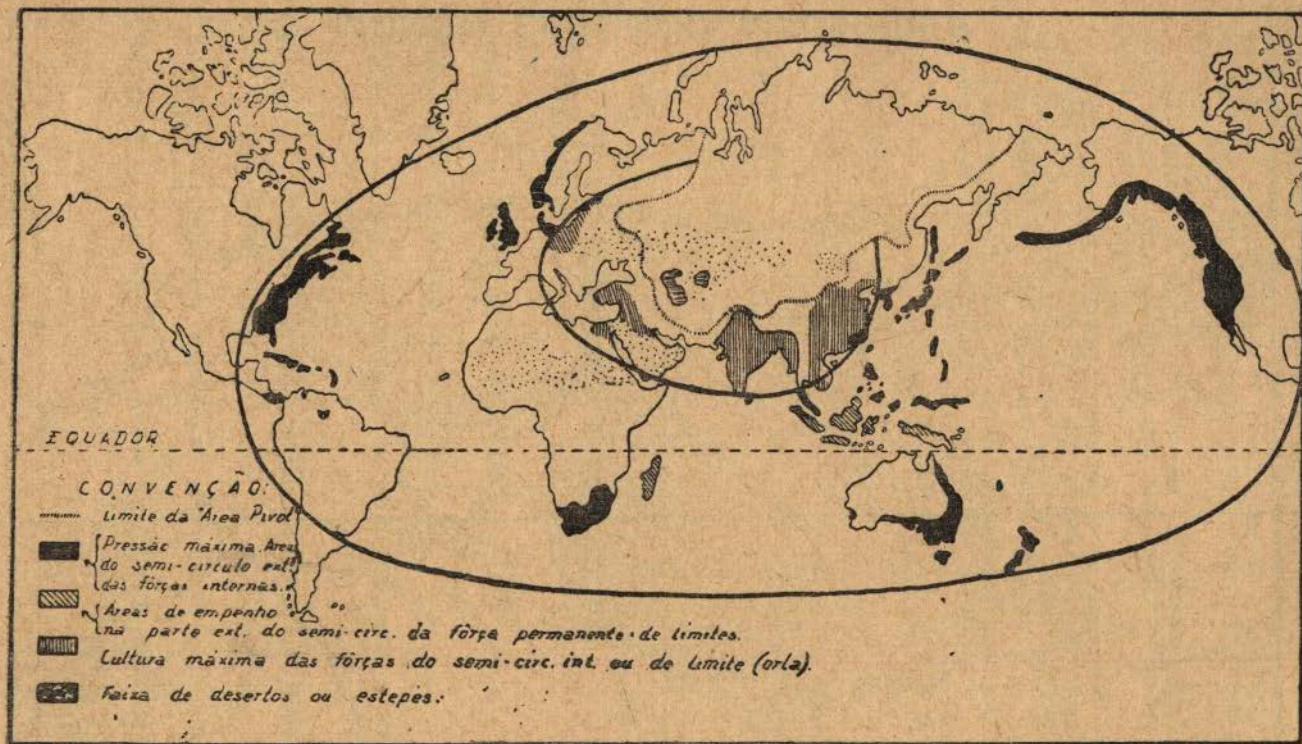 EQUADOR
CONVENÇÃO:
Limite da "Area Pivot"
Pressão máxima. Area
do semi-circulo ext.
das fôrças internas.
Areas de empenho
na parte ext. do semi-circ. da fôrça permanente de limites.
Cultura máxima das fôrças do semi-circ. int. ou de limite (orla).
Faixa de desertos ou estepes: